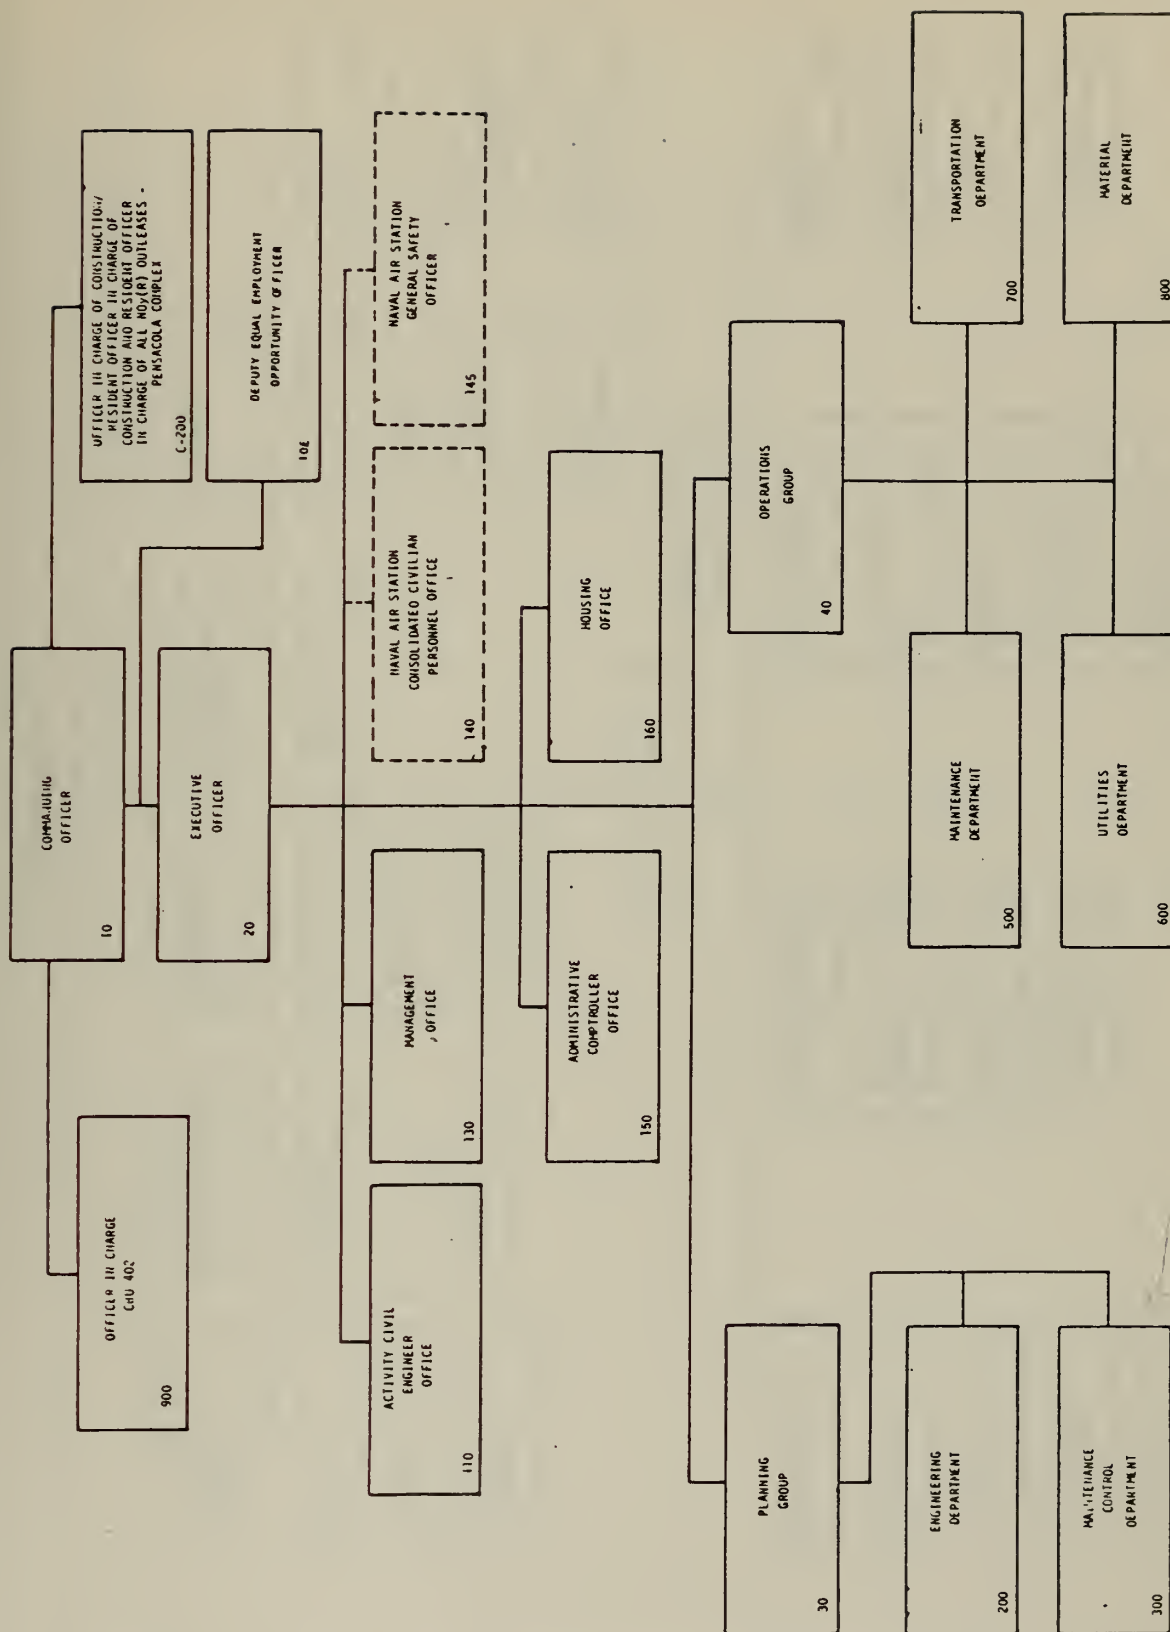 COMMANDING
OFFICER
10
OFFICER IN CHARGE
CBU 402
900
OFFICER IN CHARGE OF CONSTRUCTION/
RESIDENT OFFICER IN CHARGE OF
CONSTRUCTION AND RESIDENT OFFICER
IN CHARGE OF ALL NOy(R) OUTLEASES -
PENSACOLA COMPLEX
C-200
EXECUTIVE
OFFICER
20
DEPUTY EQUAL EMPLOYMENT
OPPORTUNITY OFFICER
10E
ACTIVITY CIVIL
ENGINEER
OFFICE
110
MANAGEMENT
OFFICE
130
NAVAL AIR STATION
CONSOLIDATED CIVILIAN
PERSONNEL OFFICE
140
NAVAL AIR STATION
GENERAL SAFETY
OFFICER
145
ADMINISTRATIVE
COMPTROLLER
OFFICE
150
HOUSING
OFFICE
160
PLANNING
GROUP
30
OPERATIONS
GROUP
40
ENGINEERING
DEPARTMENT
200
MAINTENANCE
DEPARTMENT
500
TRANSPORTATION
DEPARTMENT
700
MAINTENANCE
CONTROL
DEPARTMENT
300
UTILITIES
DEPARTMENT
600
MATERIAL
DEPARTMENT
800